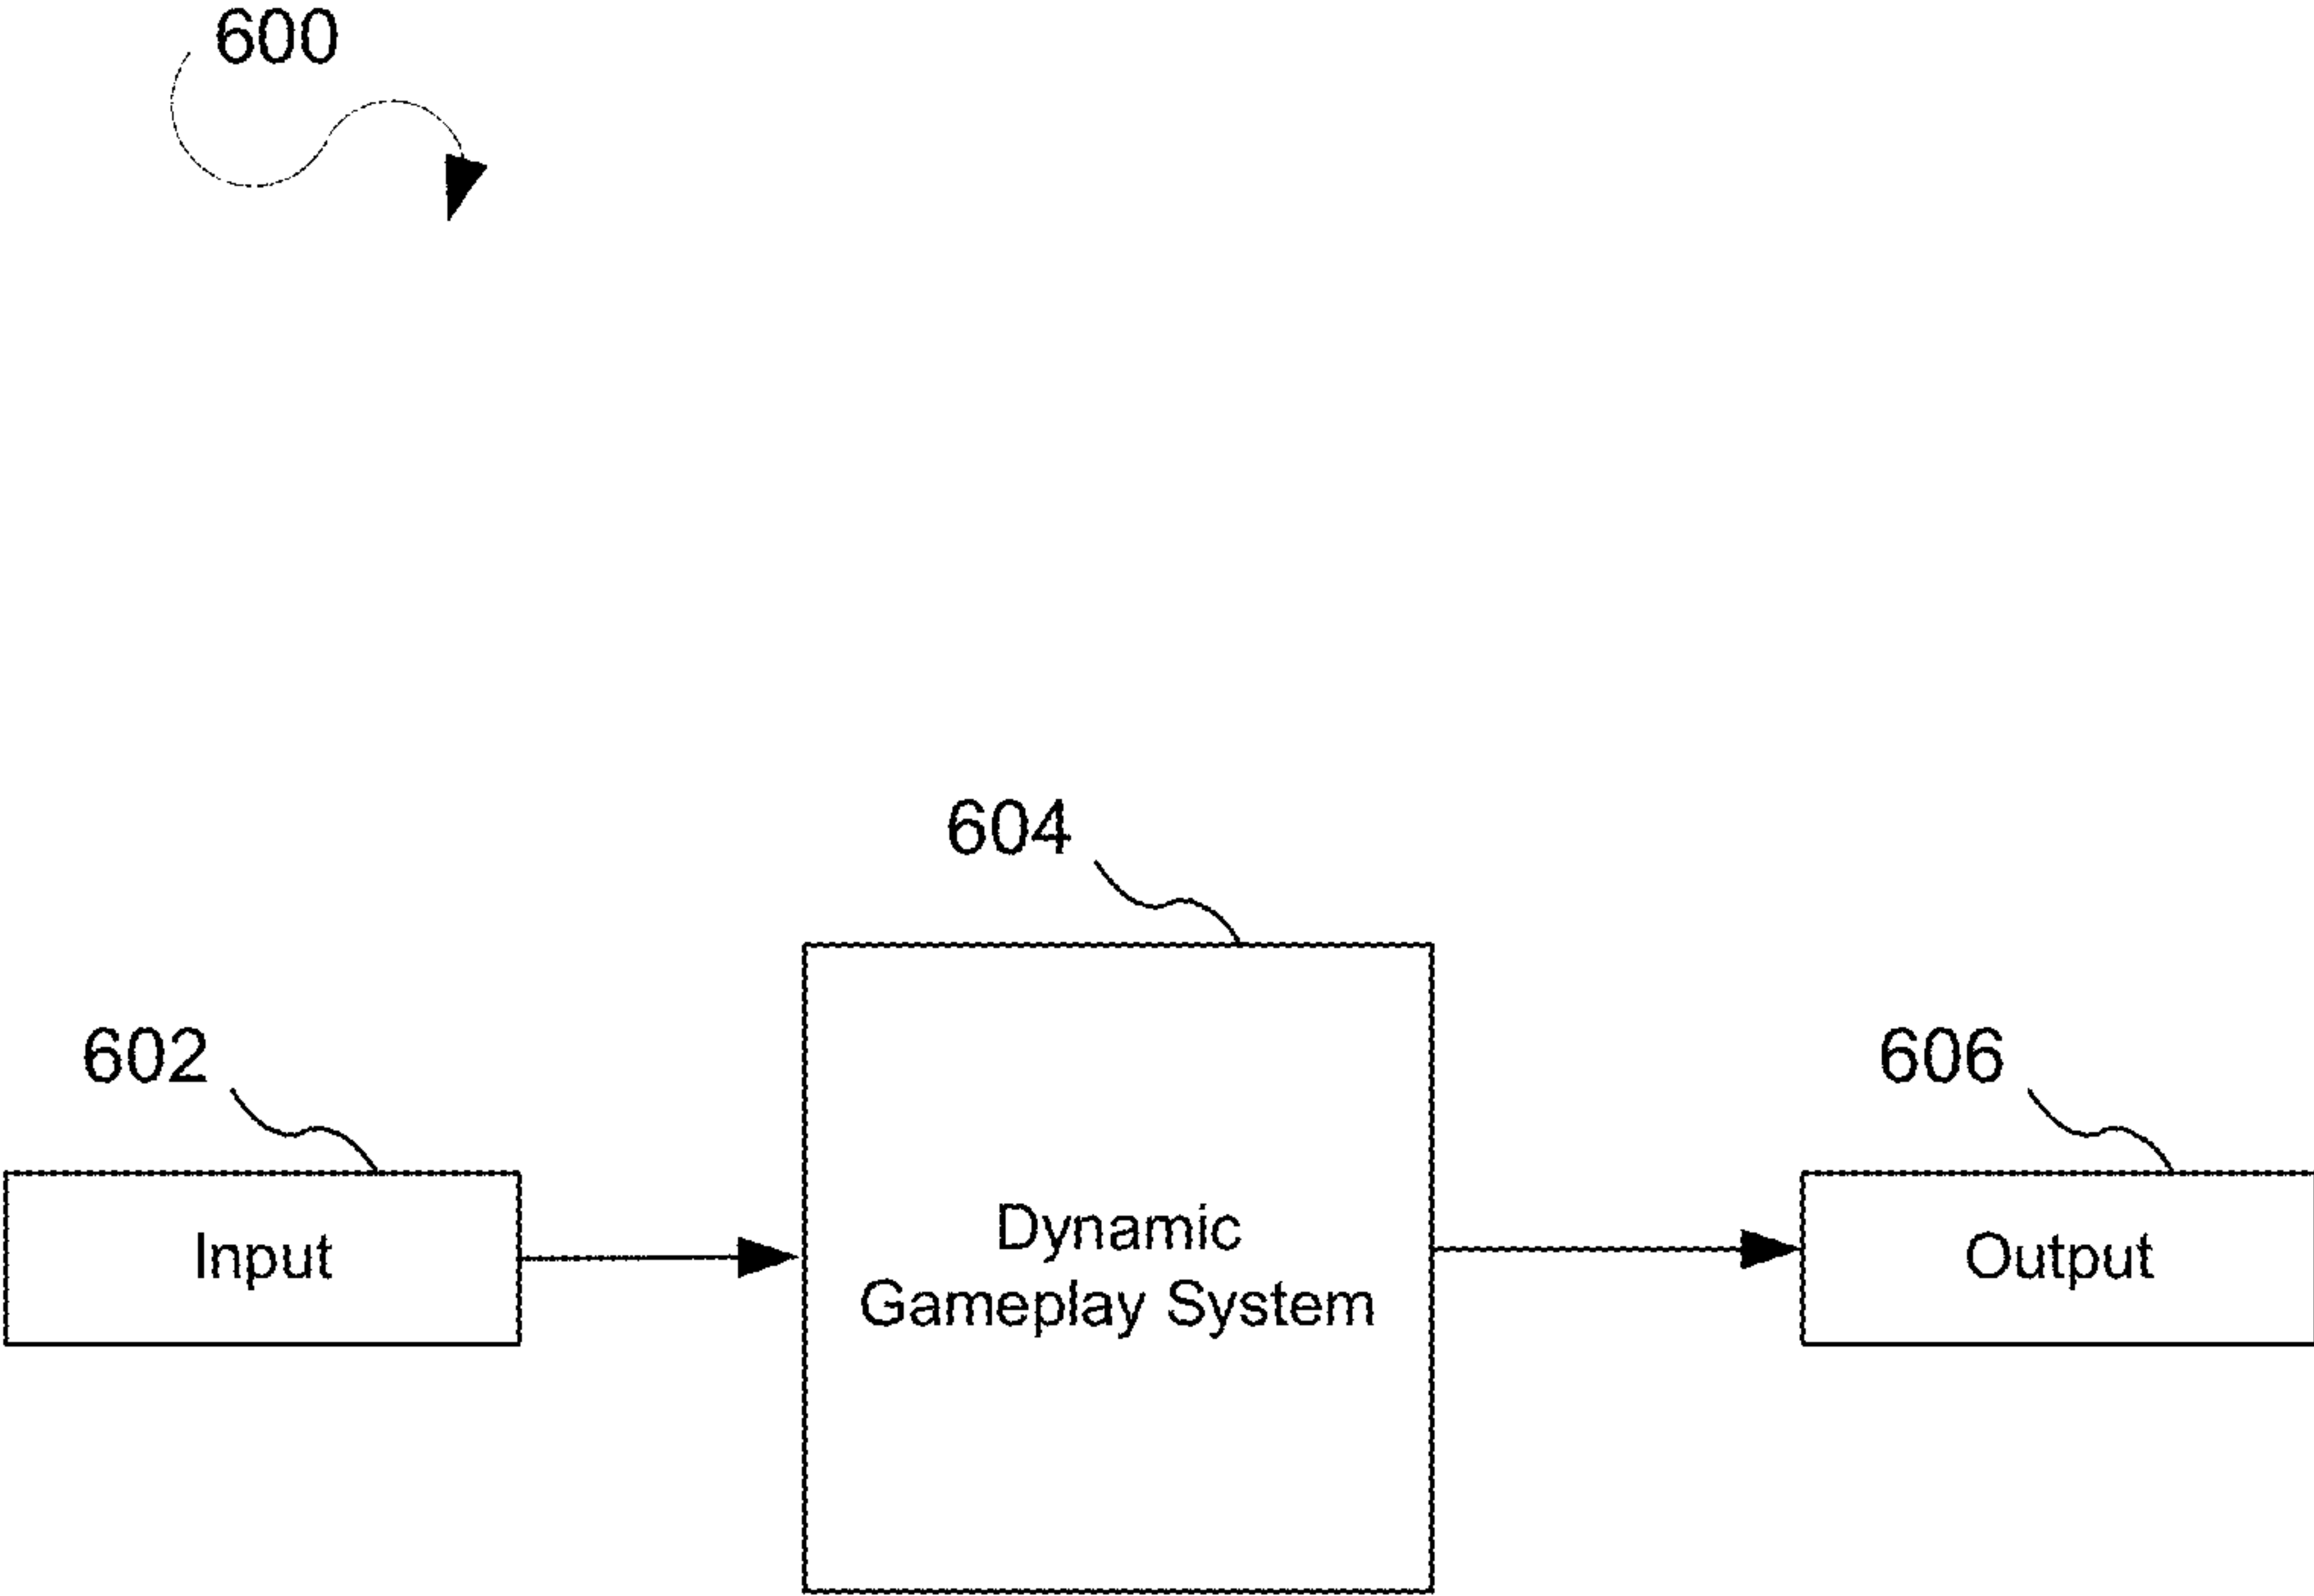 600
604
602
606
Input
Dynamic
Gameplay System
Output